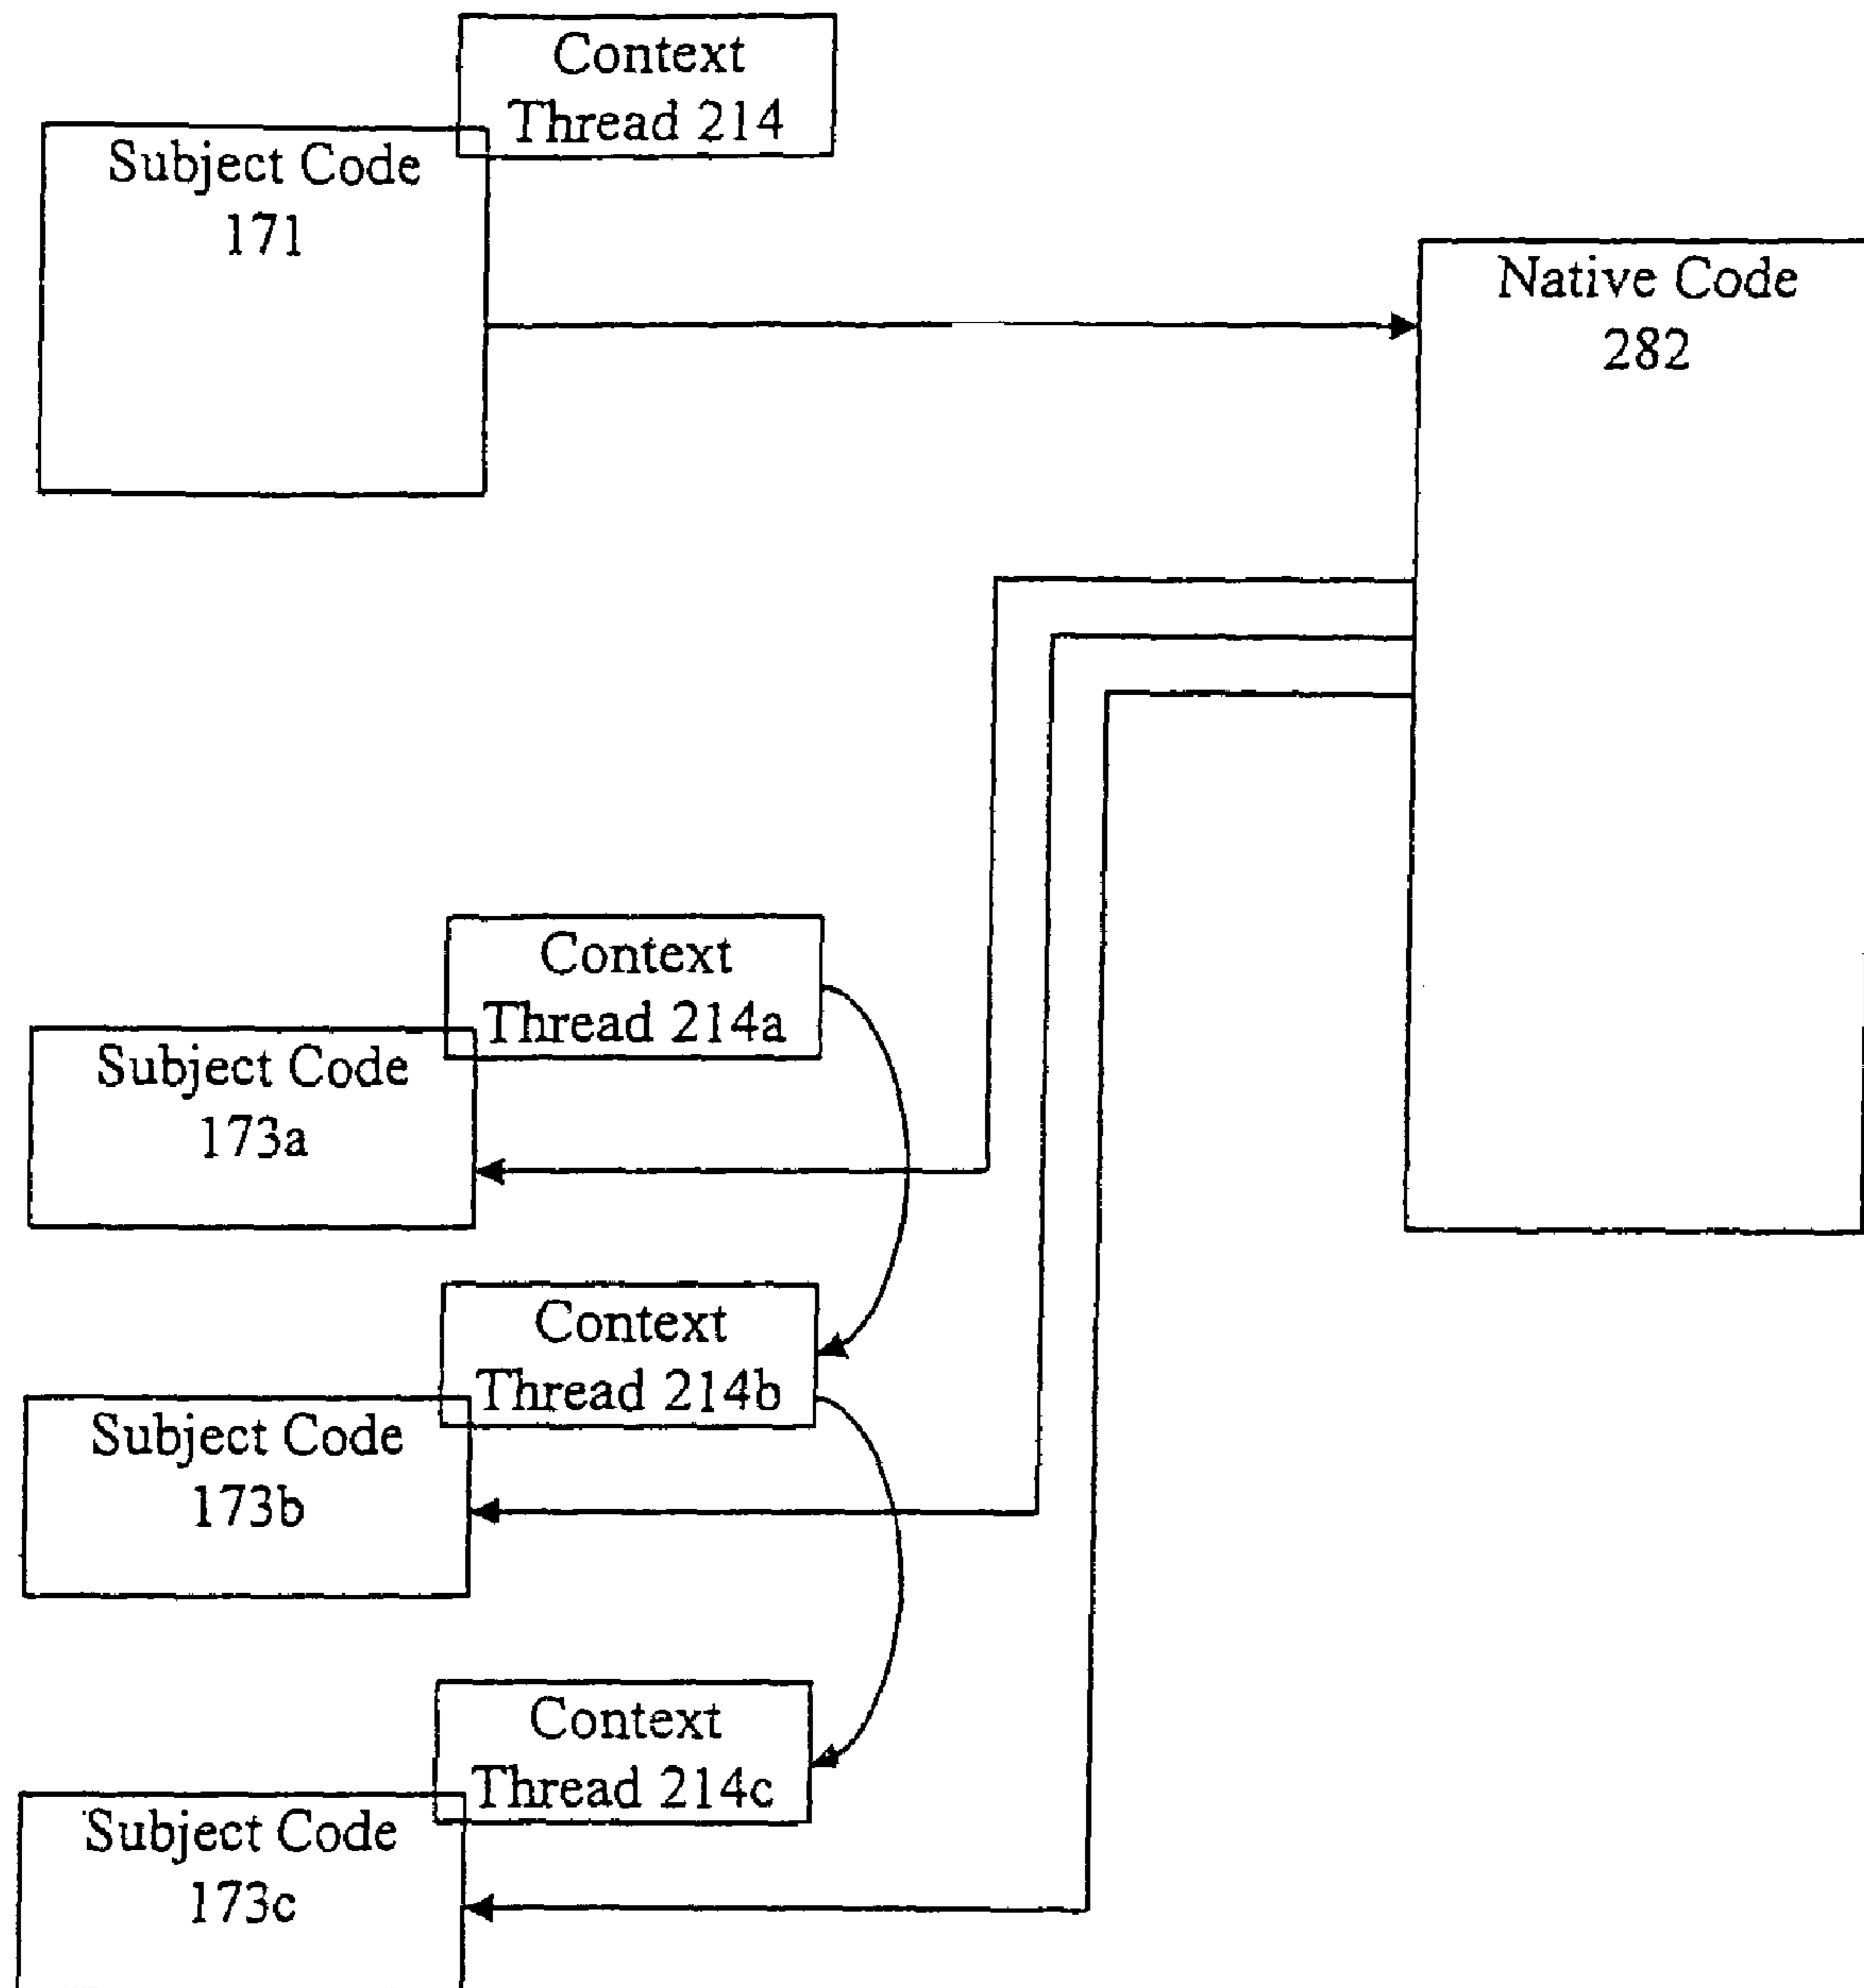 Context
Thread 214
Subject Code
171
Native Code
282
Context
Thread 214a
Subject Code
173a
Context
Thread 214b
Subject Code
173b
Context
Thread 214c
Subject Code
173c